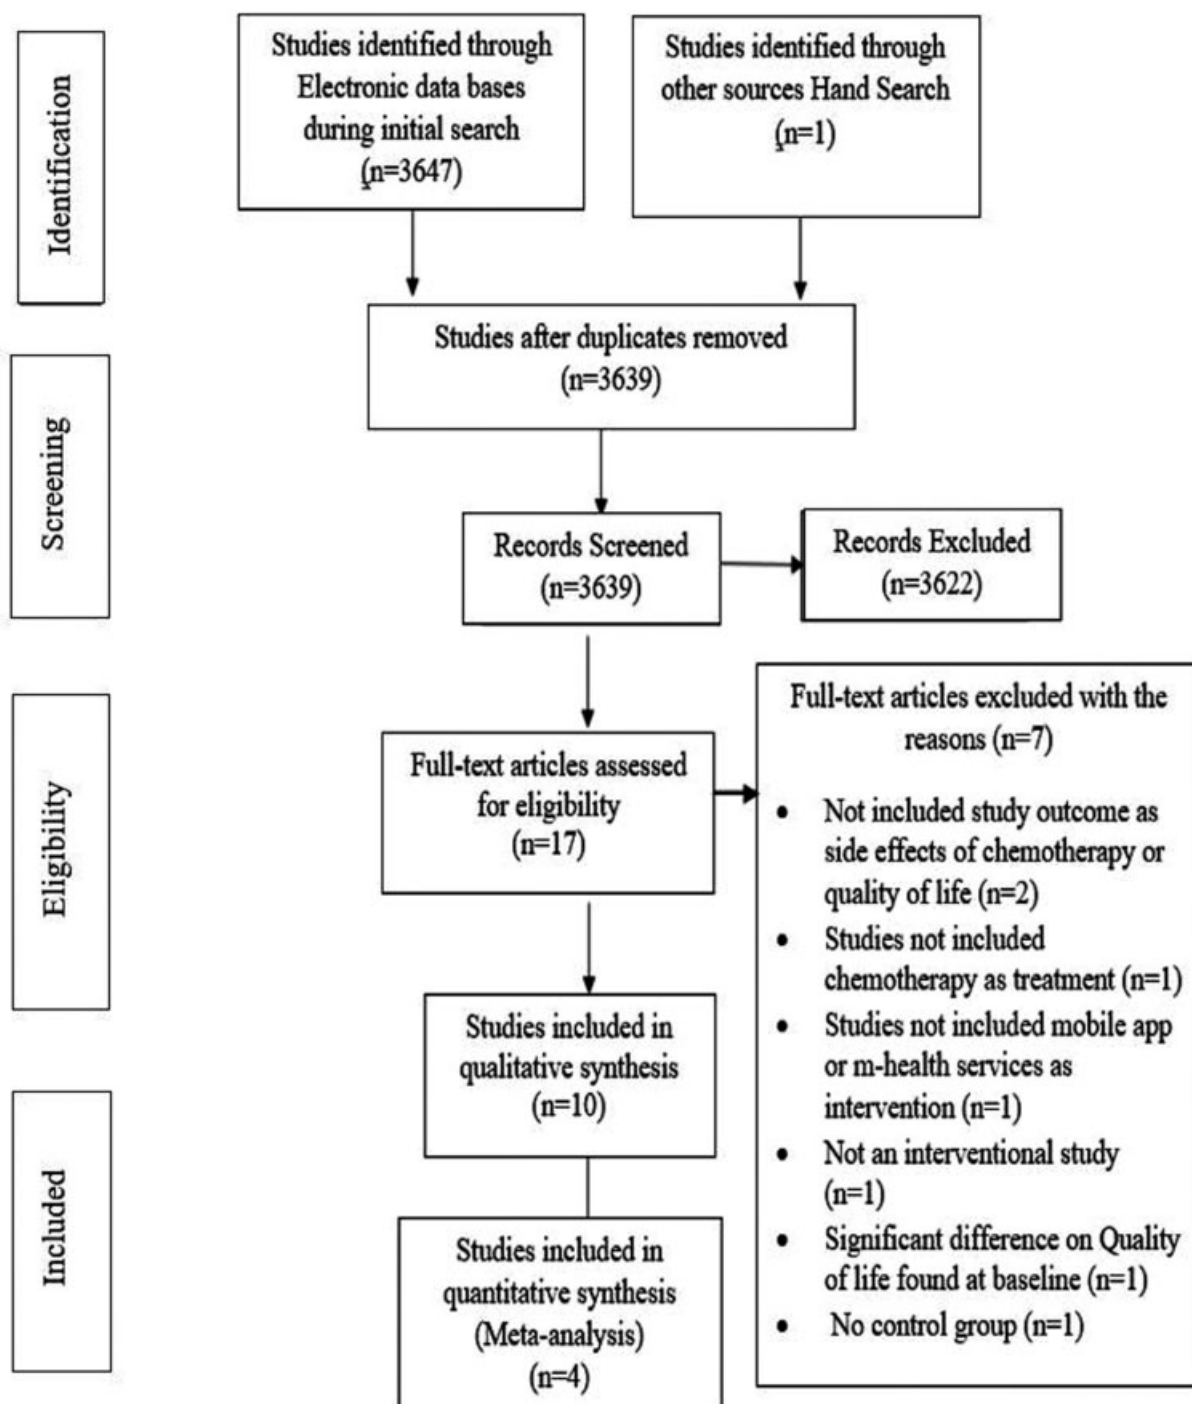 Identification
Studies identified through
Electronic data bases
during initial search
(n=3647)
Studies identified through
other sources Hand Search
(n=1)
Studies after duplicates removed
(n=3639)
Screening
Records Screened
(n=3639)
Records Excluded
(n=3622)
Eligibility
Full-text articles assessed
for eligibility
(n=17)
Full-text articles excluded with the
reasons (n=7)
• Not included study outcome as
side effects of chemotherapy or
quality of life (n=2)
• Studies not included
chemotherapy as treatment (n=1)
• Studies not included mobile app
or m-health services as
intervention (n=1)
• Not an interventional study
(n=1)
• Significant difference on Quality
of life found at baseline (n=1)
• No control group (n=1)
Studies included in
qualitative synthesis
(n=10)
Included
Studies included in
quantitative synthesis
(Meta-analysis)
(n=4)